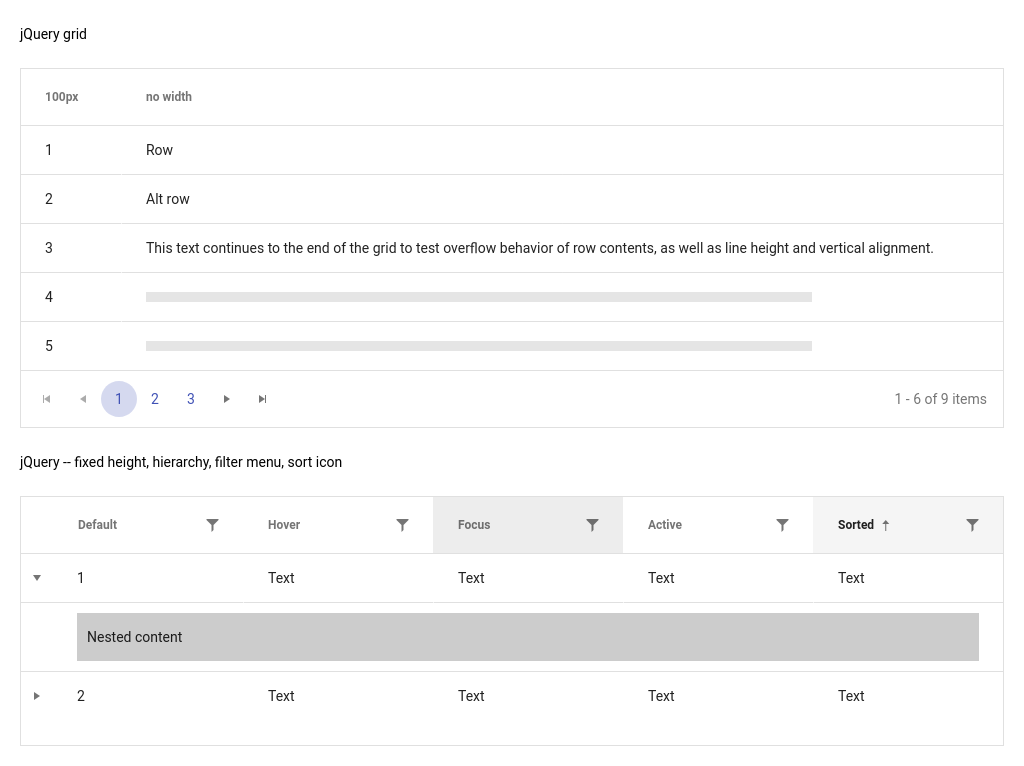 jQuery grid
100px no width
1 Row
2 Alt row
3 This text continues to the end of the grid to test overflow behavior of row contents, as well as line height and vertical alignment.
4
5
1 2 3 1 - 6 of 9 items
jQuery -- fixed height, hierarchy, filter menu, sort icon
Default Hover Focus Active Sorted
1 Text Text Text Text
Nested content
2 Text Text Text Text